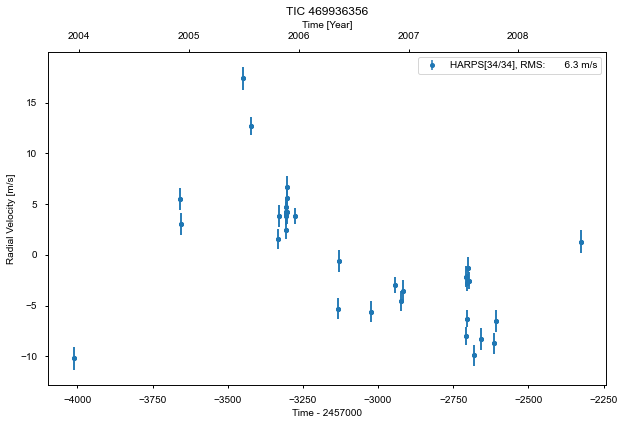 TIC 469936356
Time [Year]
2004 2005 2006 2007 2008
HARPS[34/34], RMS: 6.3 m/s
Radial Velocity [m/s]
15
10
5
0
−5
−10
−4000 −3750 −3500 −3250 −3000 −2750 −2500 −2250
Time - 2457000